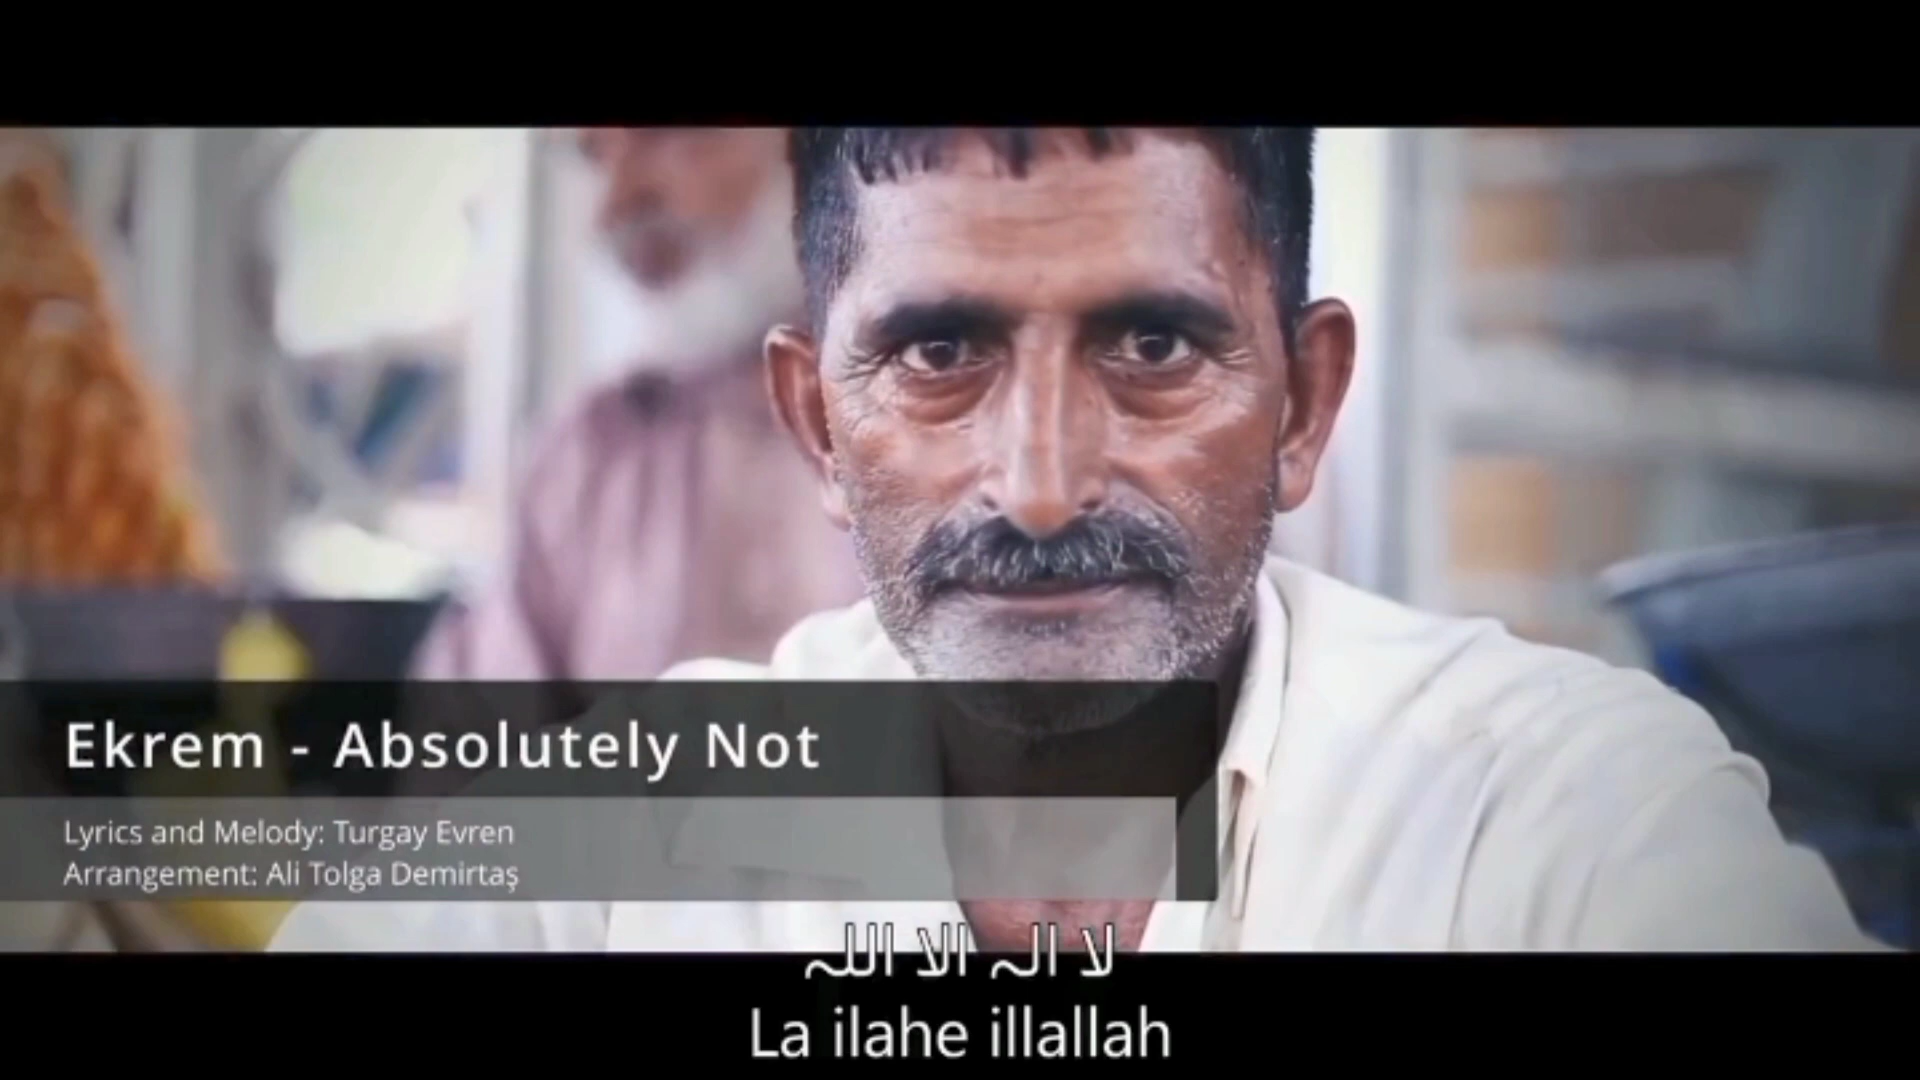 Ekrem - Absolutely Not
Lyrics and Melody: Turgay Evren
Arrangement: Ali Tolga Demirtaş
لا الہ الا اللہ
La ilahe illallah